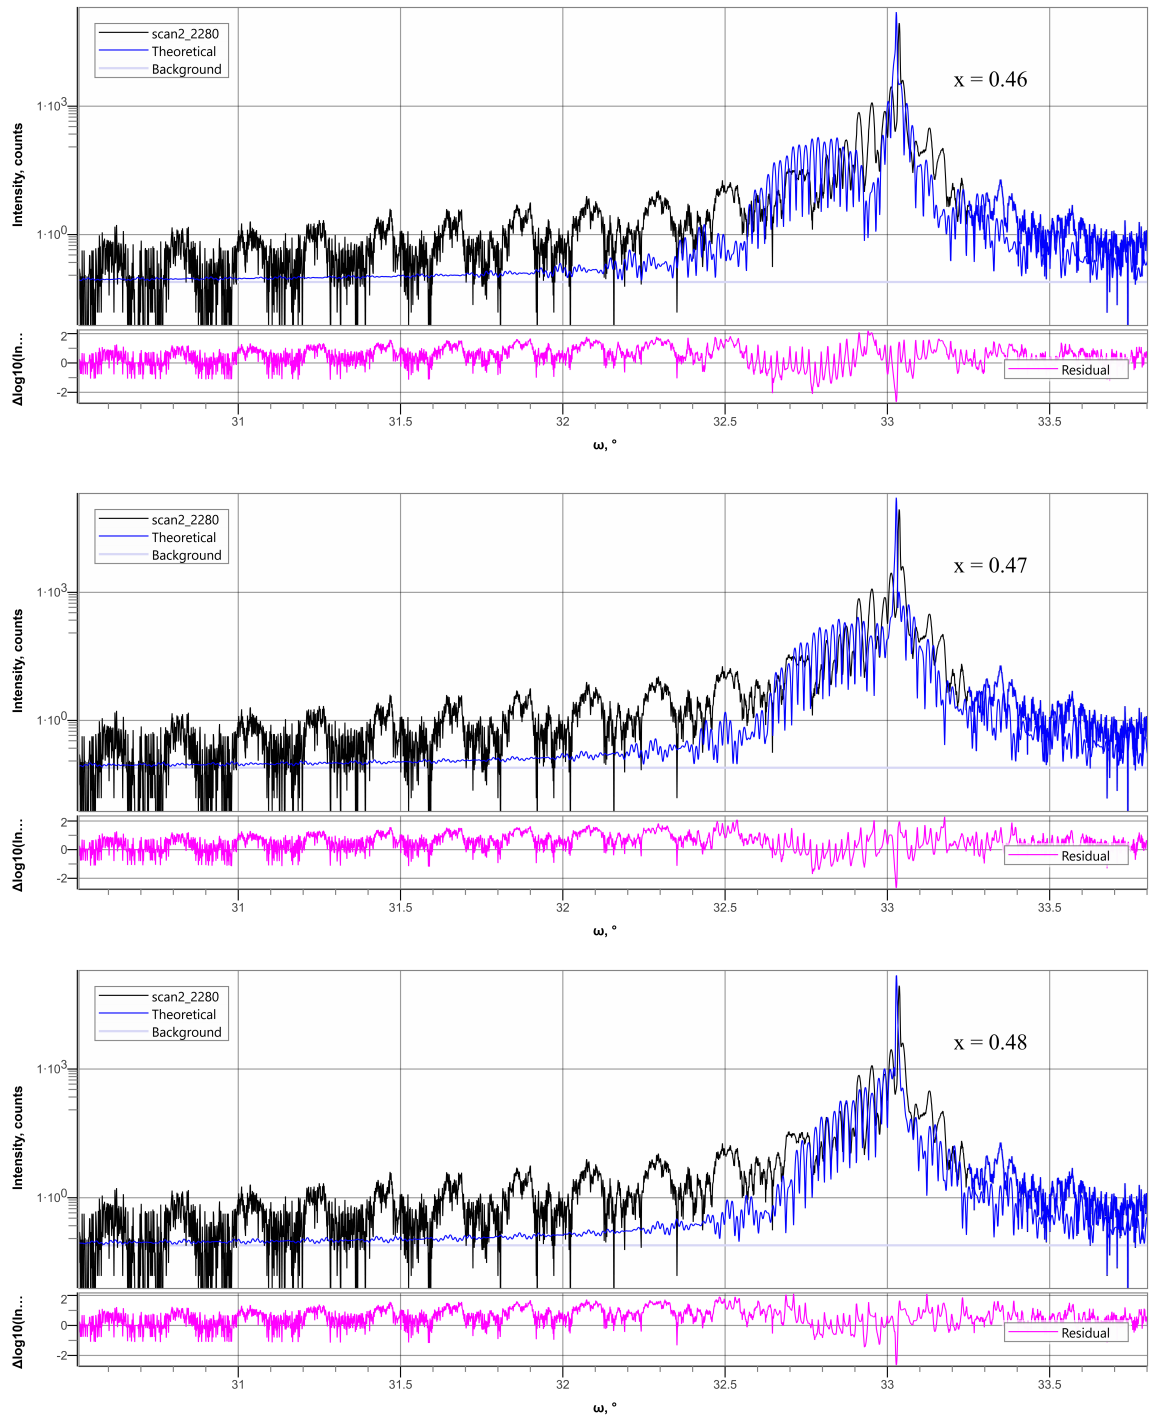 scan2_2280
Theoretical
Background
x = 0.46
1·10³
1·10⁰
Intensity, counts
2
0
-2
Δlog10(In...
Residual
31
31.5
32
32.5
33
33.5
ω, °
scan2_2280
Theoretical
Background
x = 0.47
1·10³
1·10⁰
Intensity, counts
2
0
-2
Δlog10(In...
Residual
31
31.5
32
32.5
33
33.5
ω, °
scan2_2280
Theoretical
Background
x = 0.48
1·10³
1·10⁰
Intensity, counts
2
0
-2
Δlog10(In...
Residual
31
31.5
32
32.5
33
33.5
ω, °